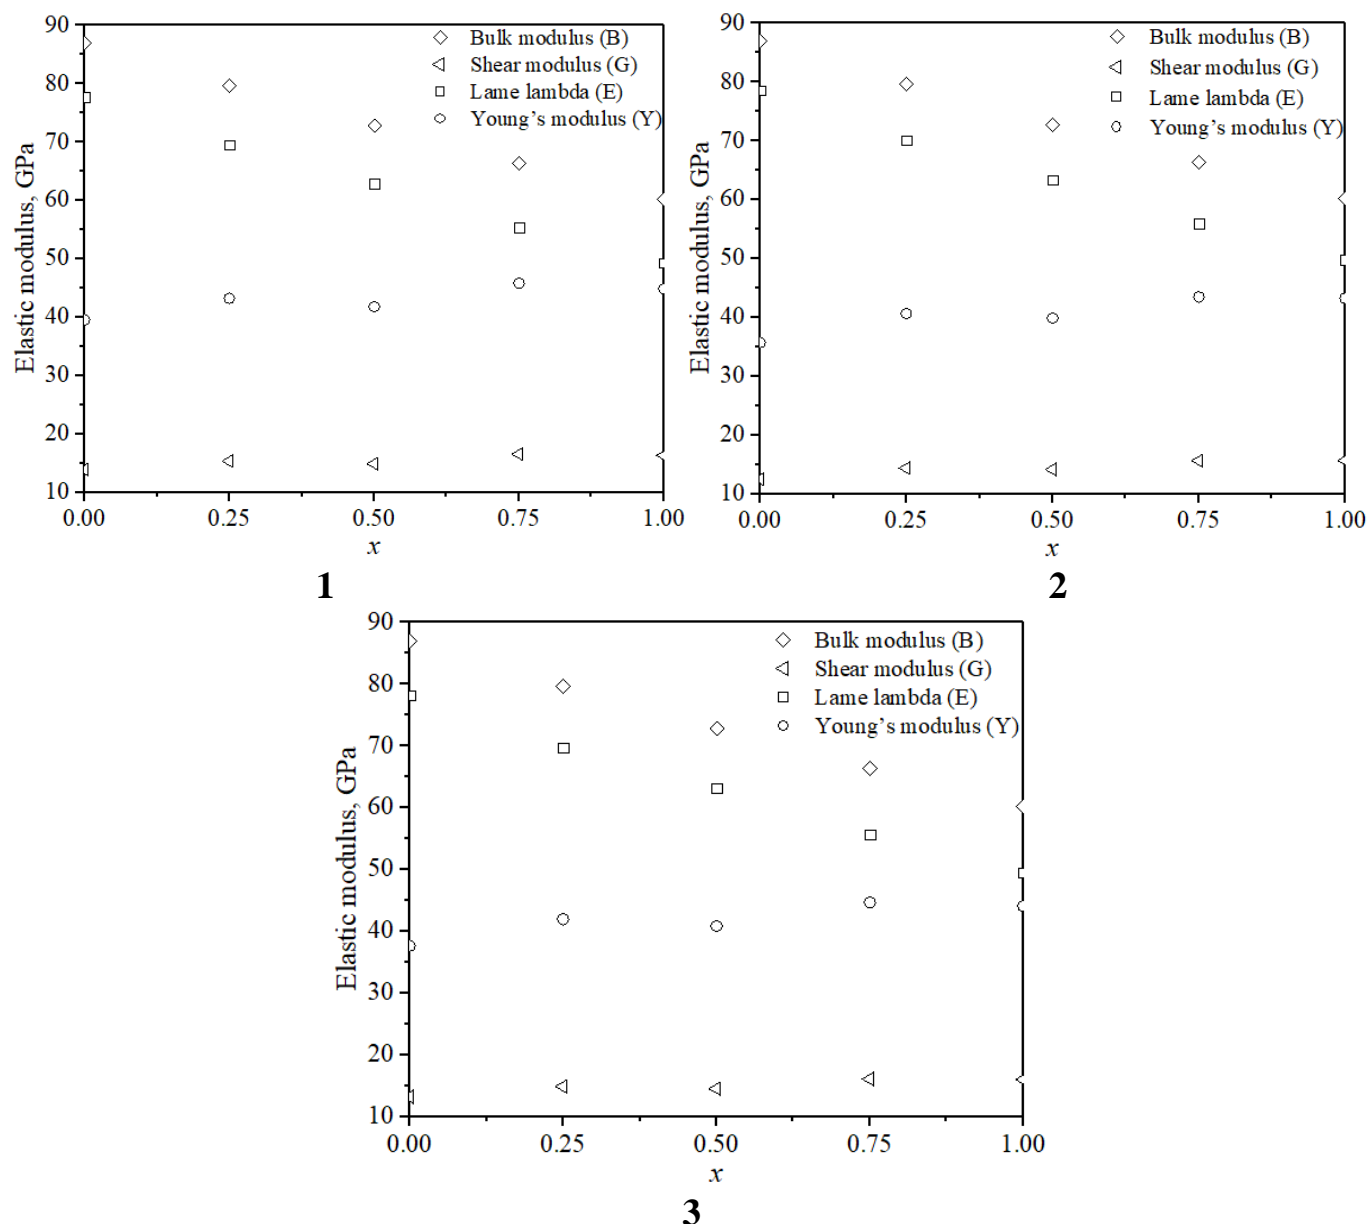 90
80
70
60
50
40
30
20
10
Elastic modulus, GPa
Bulk modulus (B)
Shear modulus (G)
Lame lambda (E)
Young's modulus (Y)
0.00 0.25 0.50 0.75 1.00
x
1
90
80
70
60
50
40
30
20
10
Elastic modulus, GPa
Bulk modulus (B)
Shear modulus (G)
Lame lambda (E)
Young's modulus (Y)
0.00 0.25 0.50 0.75 1.00
x
2
90
80
70
60
50
40
30
20
10
Elastic modulus, GPa
Bulk modulus (B)
Shear modulus (G)
Lame lambda (E)
Young's modulus (Y)
0.00 0.25 0.50 0.75 1.00
x
3